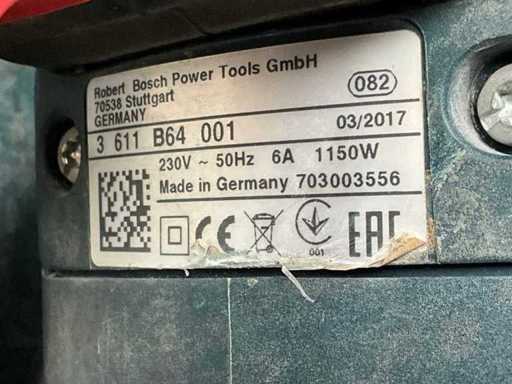 Robert Bosch Power Tools GmbH
70538 Stuttgart
GERMANY
082
3 611 B64 001
03/2017
230V ~ 50Hz 6A 1150W
Made in Germany 703003556
CE
001
EAC